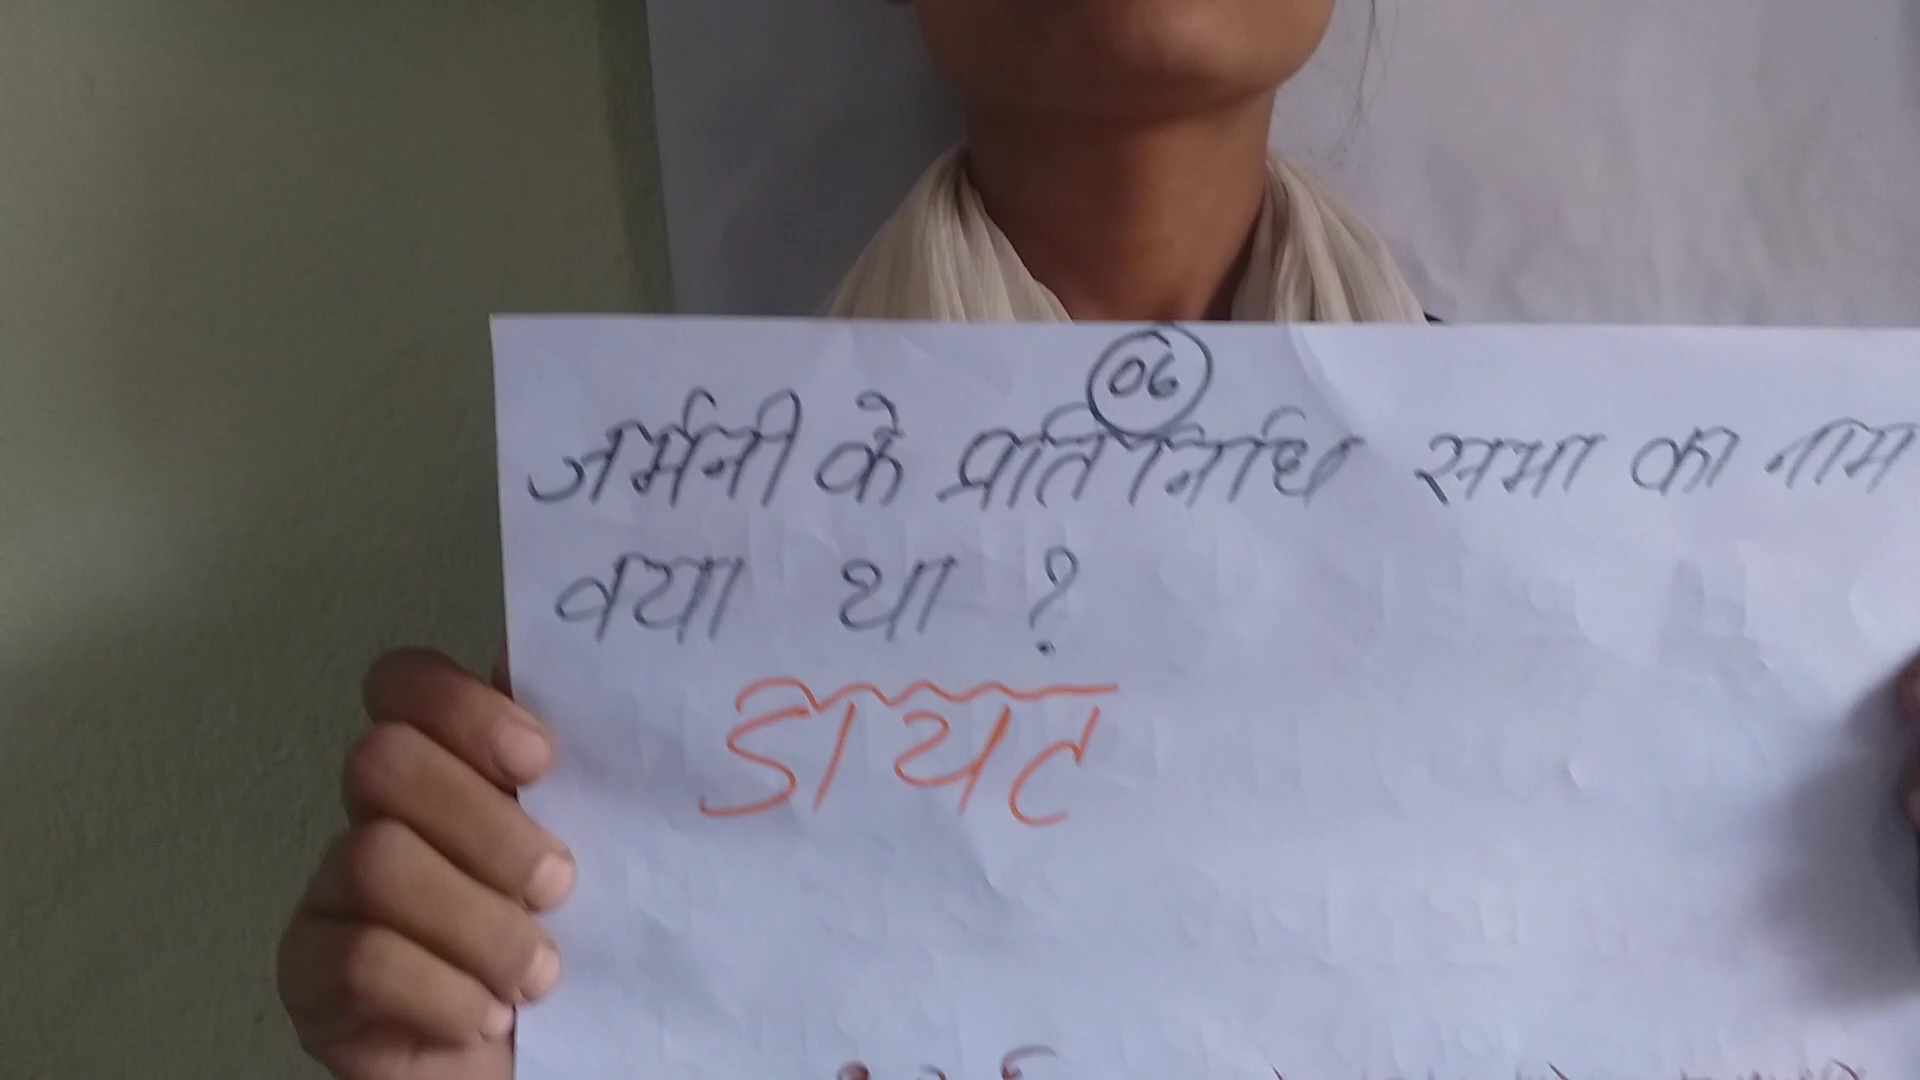 06
जर्मनी के प्रतिनिधि सभा का नाम
क्या था ?
डायट